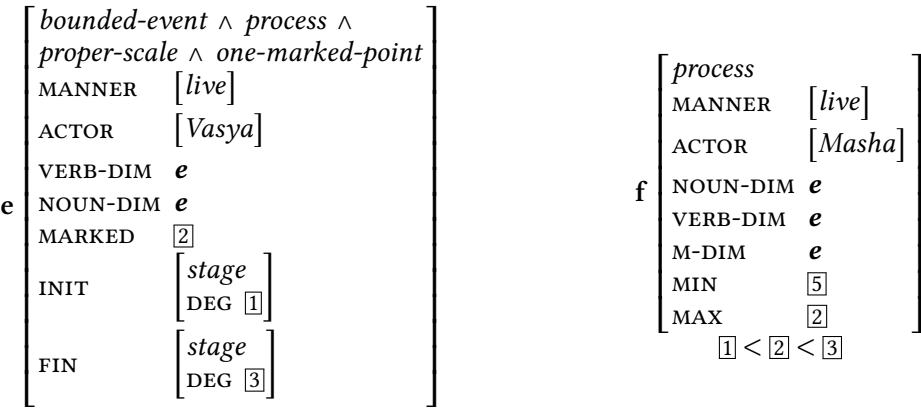 bounded-event ∧ process ∧
proper-scale ∧ one-marked-point
MANNER [live]
ACTOR [Vasya]
VERB-DIM e
e NOUN-DIM e
MARKED 2
INIT [stage
DEG 1]
FIN [stage
DEG 3]
process
MANNER [live]
ACTOR [Masha]
f NOUN-DIM e
VERB-DIM e
M-DIM e
MIN 5
MAX 2
1 < 2 < 3